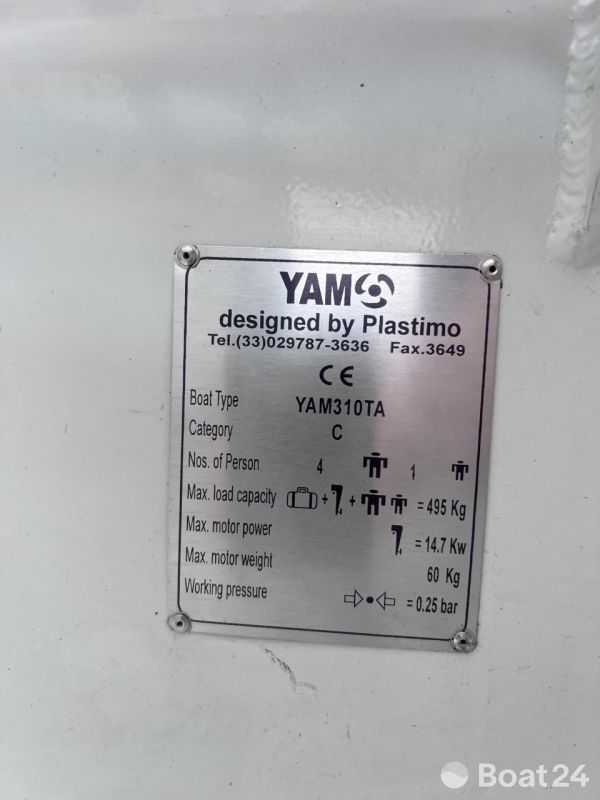 YAM
designed by Plastimo
Tel.(33)029787-3636 Fax.3649
CE
Boat Type YAM310TA
Category C
Nos. of Person 4 1
Max. load capacity + + = 495 Kg
Max. motor power = 14.7 Kw
Max. motor weight 60 Kg
Working pressure = 0.25 bar
Boat24